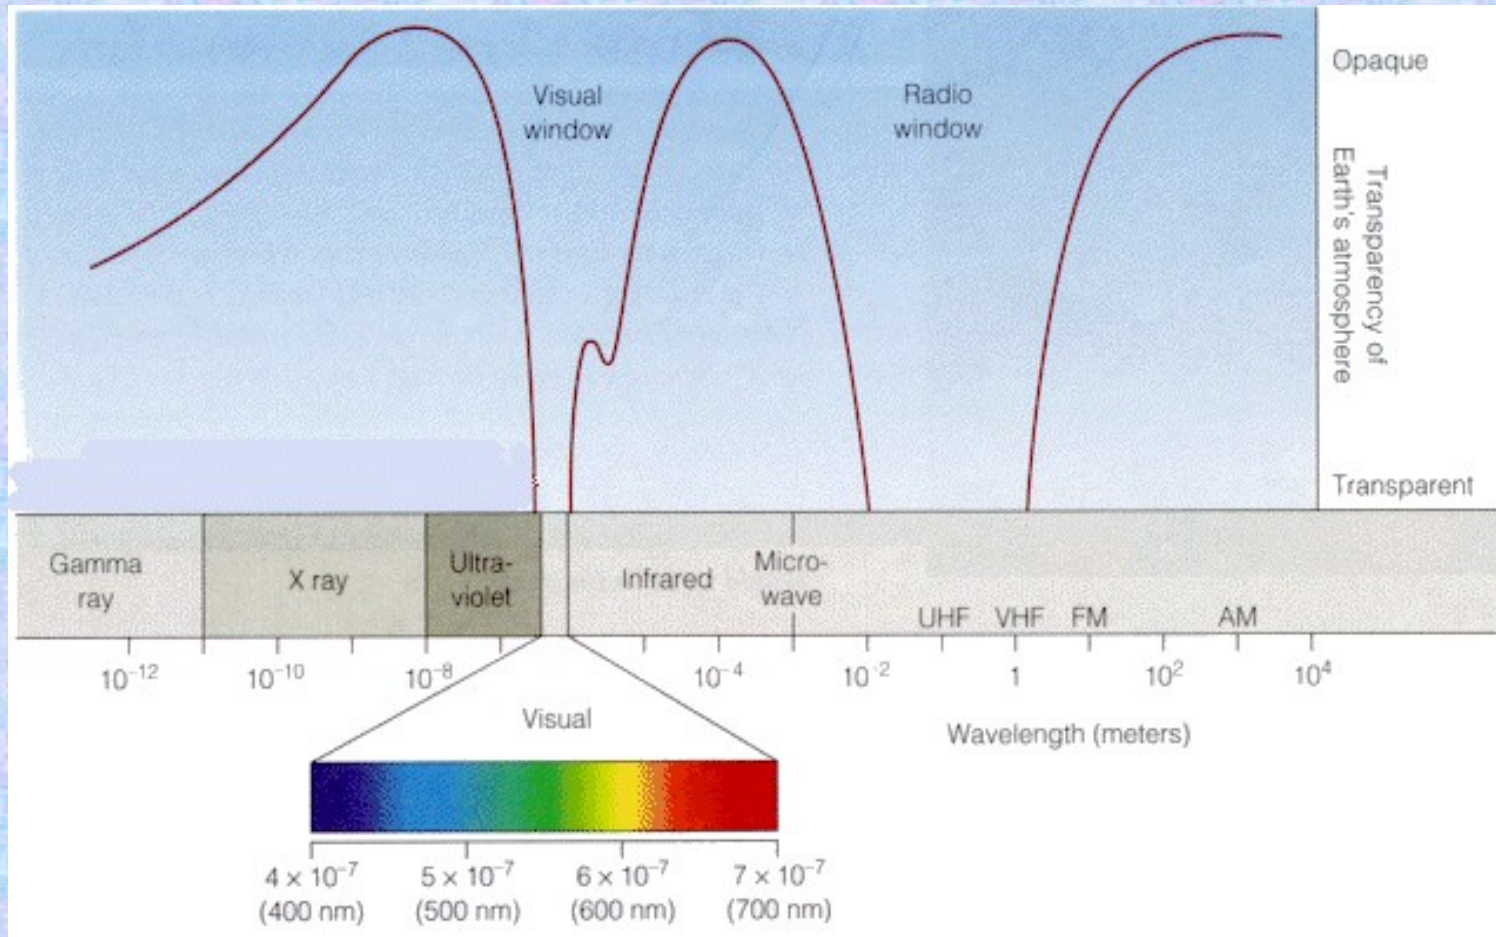 Visual
window
Radio
window
Opaque
Transparency of
Earth's atmosphere
Transparent
Gamma
ray
X ray
Ultra-
violet
Infrared
Micro-
wave
UHF VHF FM AM
10⁻¹² 10⁻¹⁰ 10⁻⁸ 10⁻⁴ 10⁻² 1 10² 10⁴
Visual
Wavelength (meters)
4 × 10⁻⁷ 5 × 10⁻⁷ 6 × 10⁻⁷ 7 × 10⁻⁷
(400 nm) (500 nm) (600 nm) (700 nm)